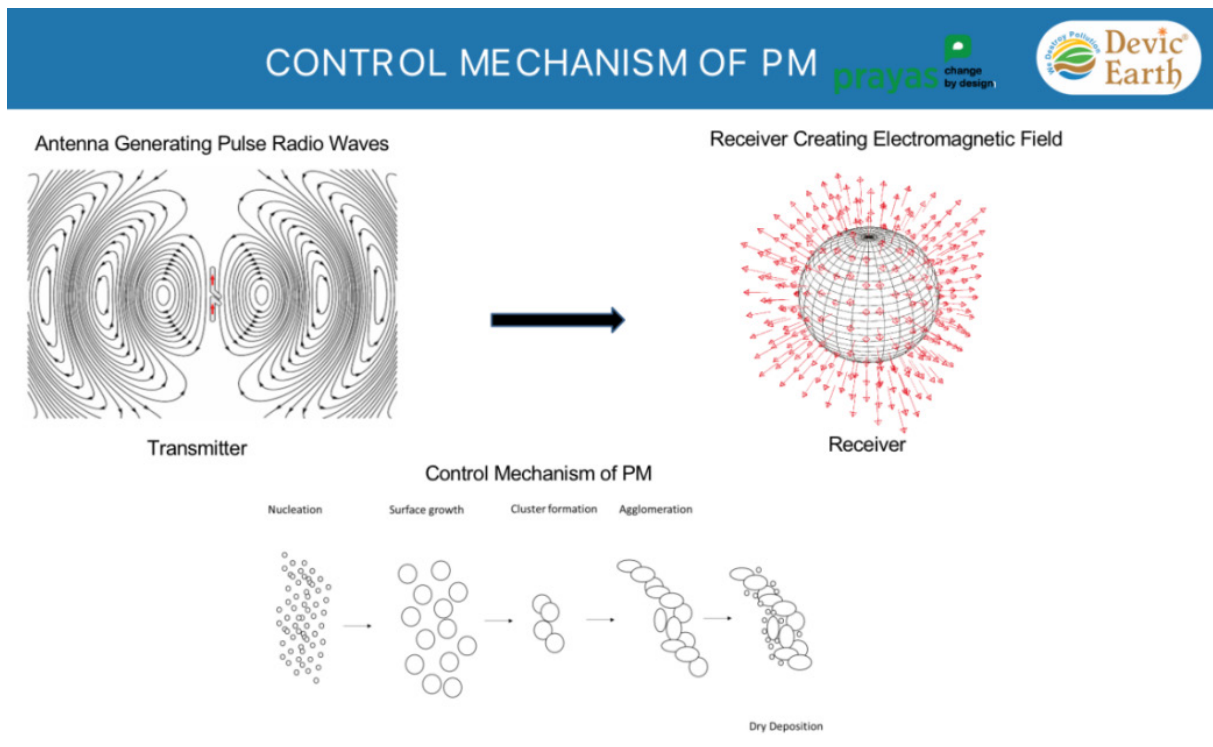 CONTROL MECHANISM OF PM
prayas
change
by design
We Destroy Pollution
Devic®
Earth
Antenna Generating Pulse Radio Waves
Receiver Creating Electromagnetic Field
Transmitter
Receiver
Control Mechanism of PM
Nucleation
Surface growth
Cluster formation
Agglomeration
Dry Deposition